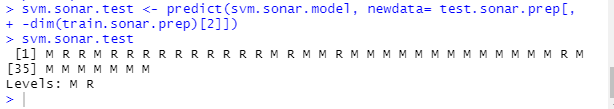 > svm.sonar.test <- predict(svm.sonar.model, newdata= test.sonar.prep[,
+ -dim(train.sonar.prep)[2]])
> svm.sonar.test
 [1] M R R M R R R R R R R R R R M R R M M R M M M M M M M M M M M M R M
[35] M M M M M M M
Levels: M R
>